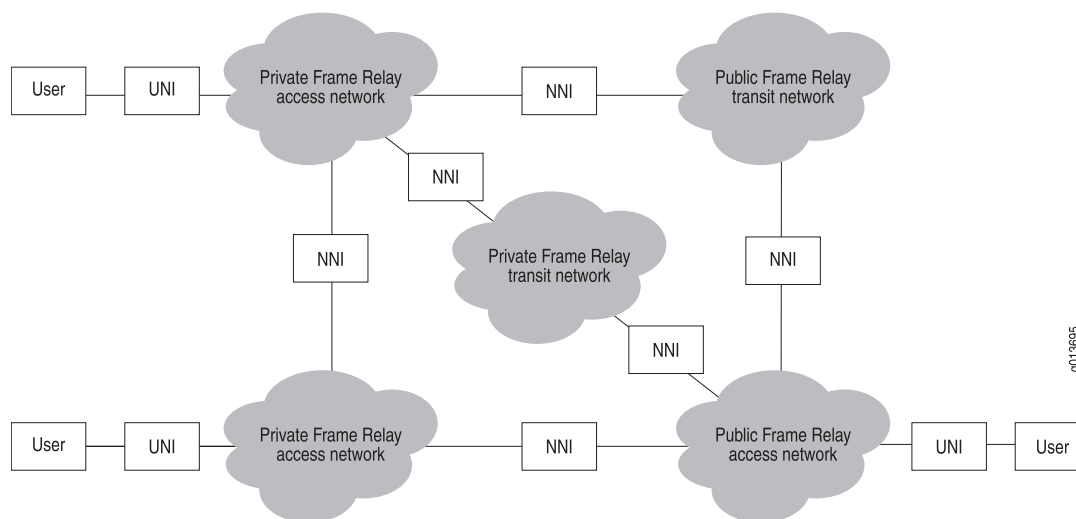 Private Frame Relay
access network
Public Frame Relay
transit network
User
UNI
NNI
NNI
Private Frame Relay
transit network
NNI
NNI
NNI
Private Frame Relay
access network
Public Frame Relay
access network
User
UNI
NNI
UNI
User
g013695